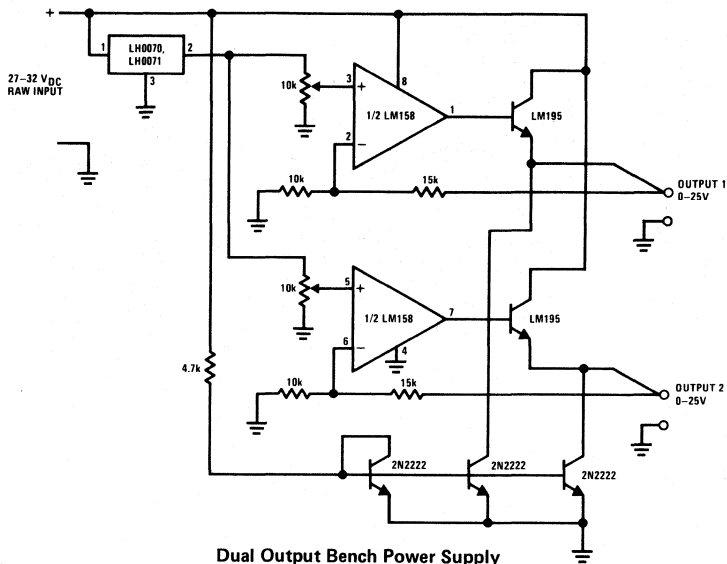 +
1
LH0070,
LH0071
2
3
27–32 VDC
RAW INPUT
10k
3
+
8
1/2 LM158
1
LM195
2
–
10k
15k
OUTPUT 1
0–25V
10k
5
+
1/2 LM158
7
LM195
6
–
4
4.7k
10k
15k
OUTPUT 2
0–25V
2N2222
2N2222
2N2222
Dual Output Bench Power Supply